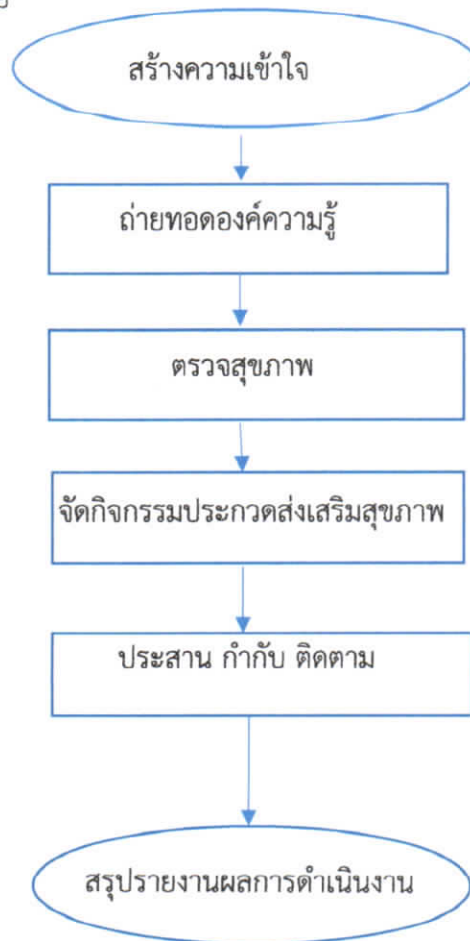 สร้างความเข้าใจ
ถ่ายทอดองค์ความรู้
ตรวจสุขภาพ
จัดกิจกรรมประกวดส่งเสริมสุขภาพ
ประสาน กำกับ ติดตาม
สรุปรายงานผลการดำเนินงาน